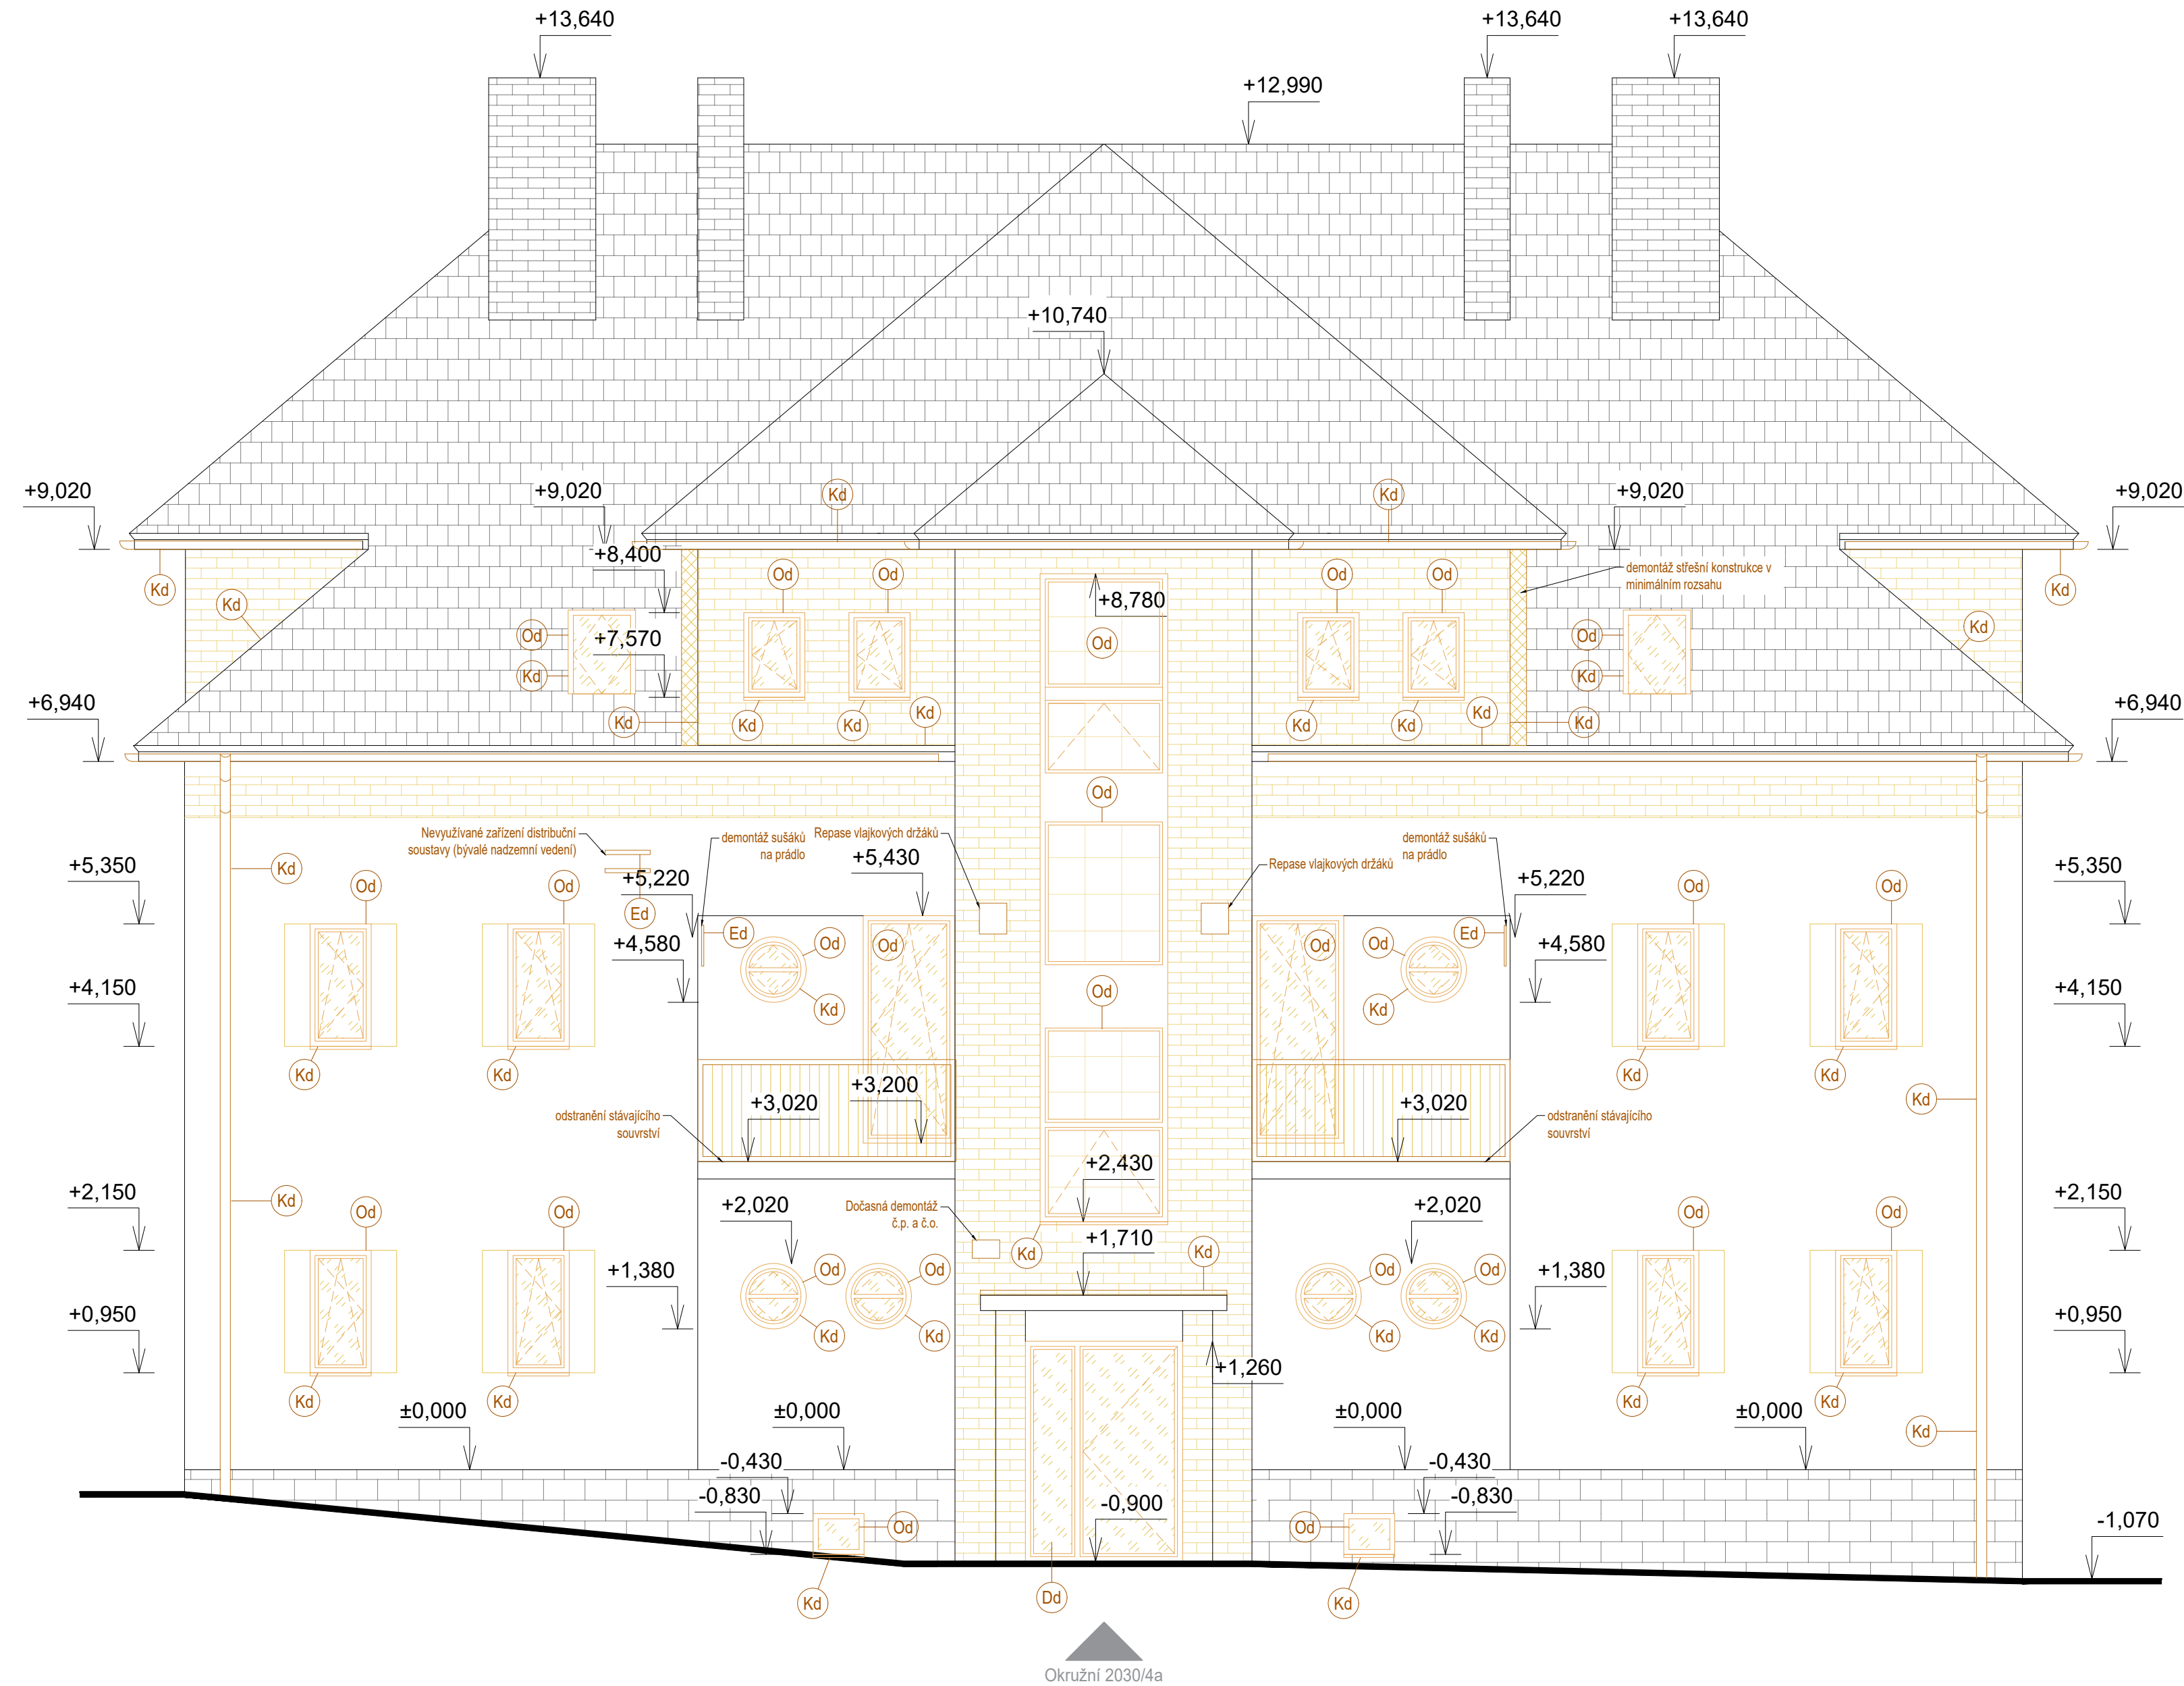 +13,640
+13,640
+13,640
+12,990
+10,740
+9,020
+9,020
Kd
Kd
+9,020
+9,020
+8,400
Od
Od
Od
Od
demontáž střešní konstrukce v
minimálním rozsahu
Kd
Kd
Kd
+8,780
Kd
Od
+7,570
Od
Od
Kd
Kd
Kd
+6,940
Kd
Kd
Kd
Kd
Kd
Kd
Kd
Kd
+6,940
Od
Nevyužívané zařízení distribuční
soustavy (bývalé nadzemní vedení)
demontáž sušáků
na prádlo
Repase vlajkových držáků
demontáž sušáků
na prádlo
Repase vlajkových držáků
+5,350
Kd
+5,430
+5,350
Od
Od
+5,220
+5,220
Od
Od
Ed
Ed
Od
Od
Od
Od
Ed
+4,580
+4,580
+4,150
Kd
Od
Kd
+4,150
Kd
Kd
Kd
Kd
+3,200
+3,020
+3,020
Kd
odstranění stávajícího
souvrství
odstranění stávajícího
souvrství
+2,430
+2,150
Kd
+2,150
Od
Od
+2,020
Dočasná demontáž
č.p. a č.o.
+2,020
Od
Od
+1,710
Kd
Kd
+1,380
Od
Od
Od
Od
+1,380
+0,950
Kd
Kd
Kd
Kd
+0,950
+1,260
Kd
Kd
Kd
Kd
±0,000
±0,000
±0,000
±0,000
Kd
-0,430
-0,430
-0,830
-0,900
-0,830
Od
Od
-1,070
Kd
Dd
Kd
Okružní 2030/4a